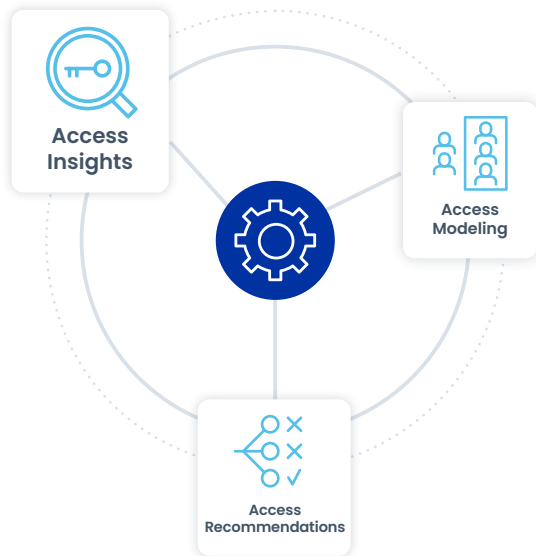 Access
Insights
Access
Modeling
Access
Recommendations